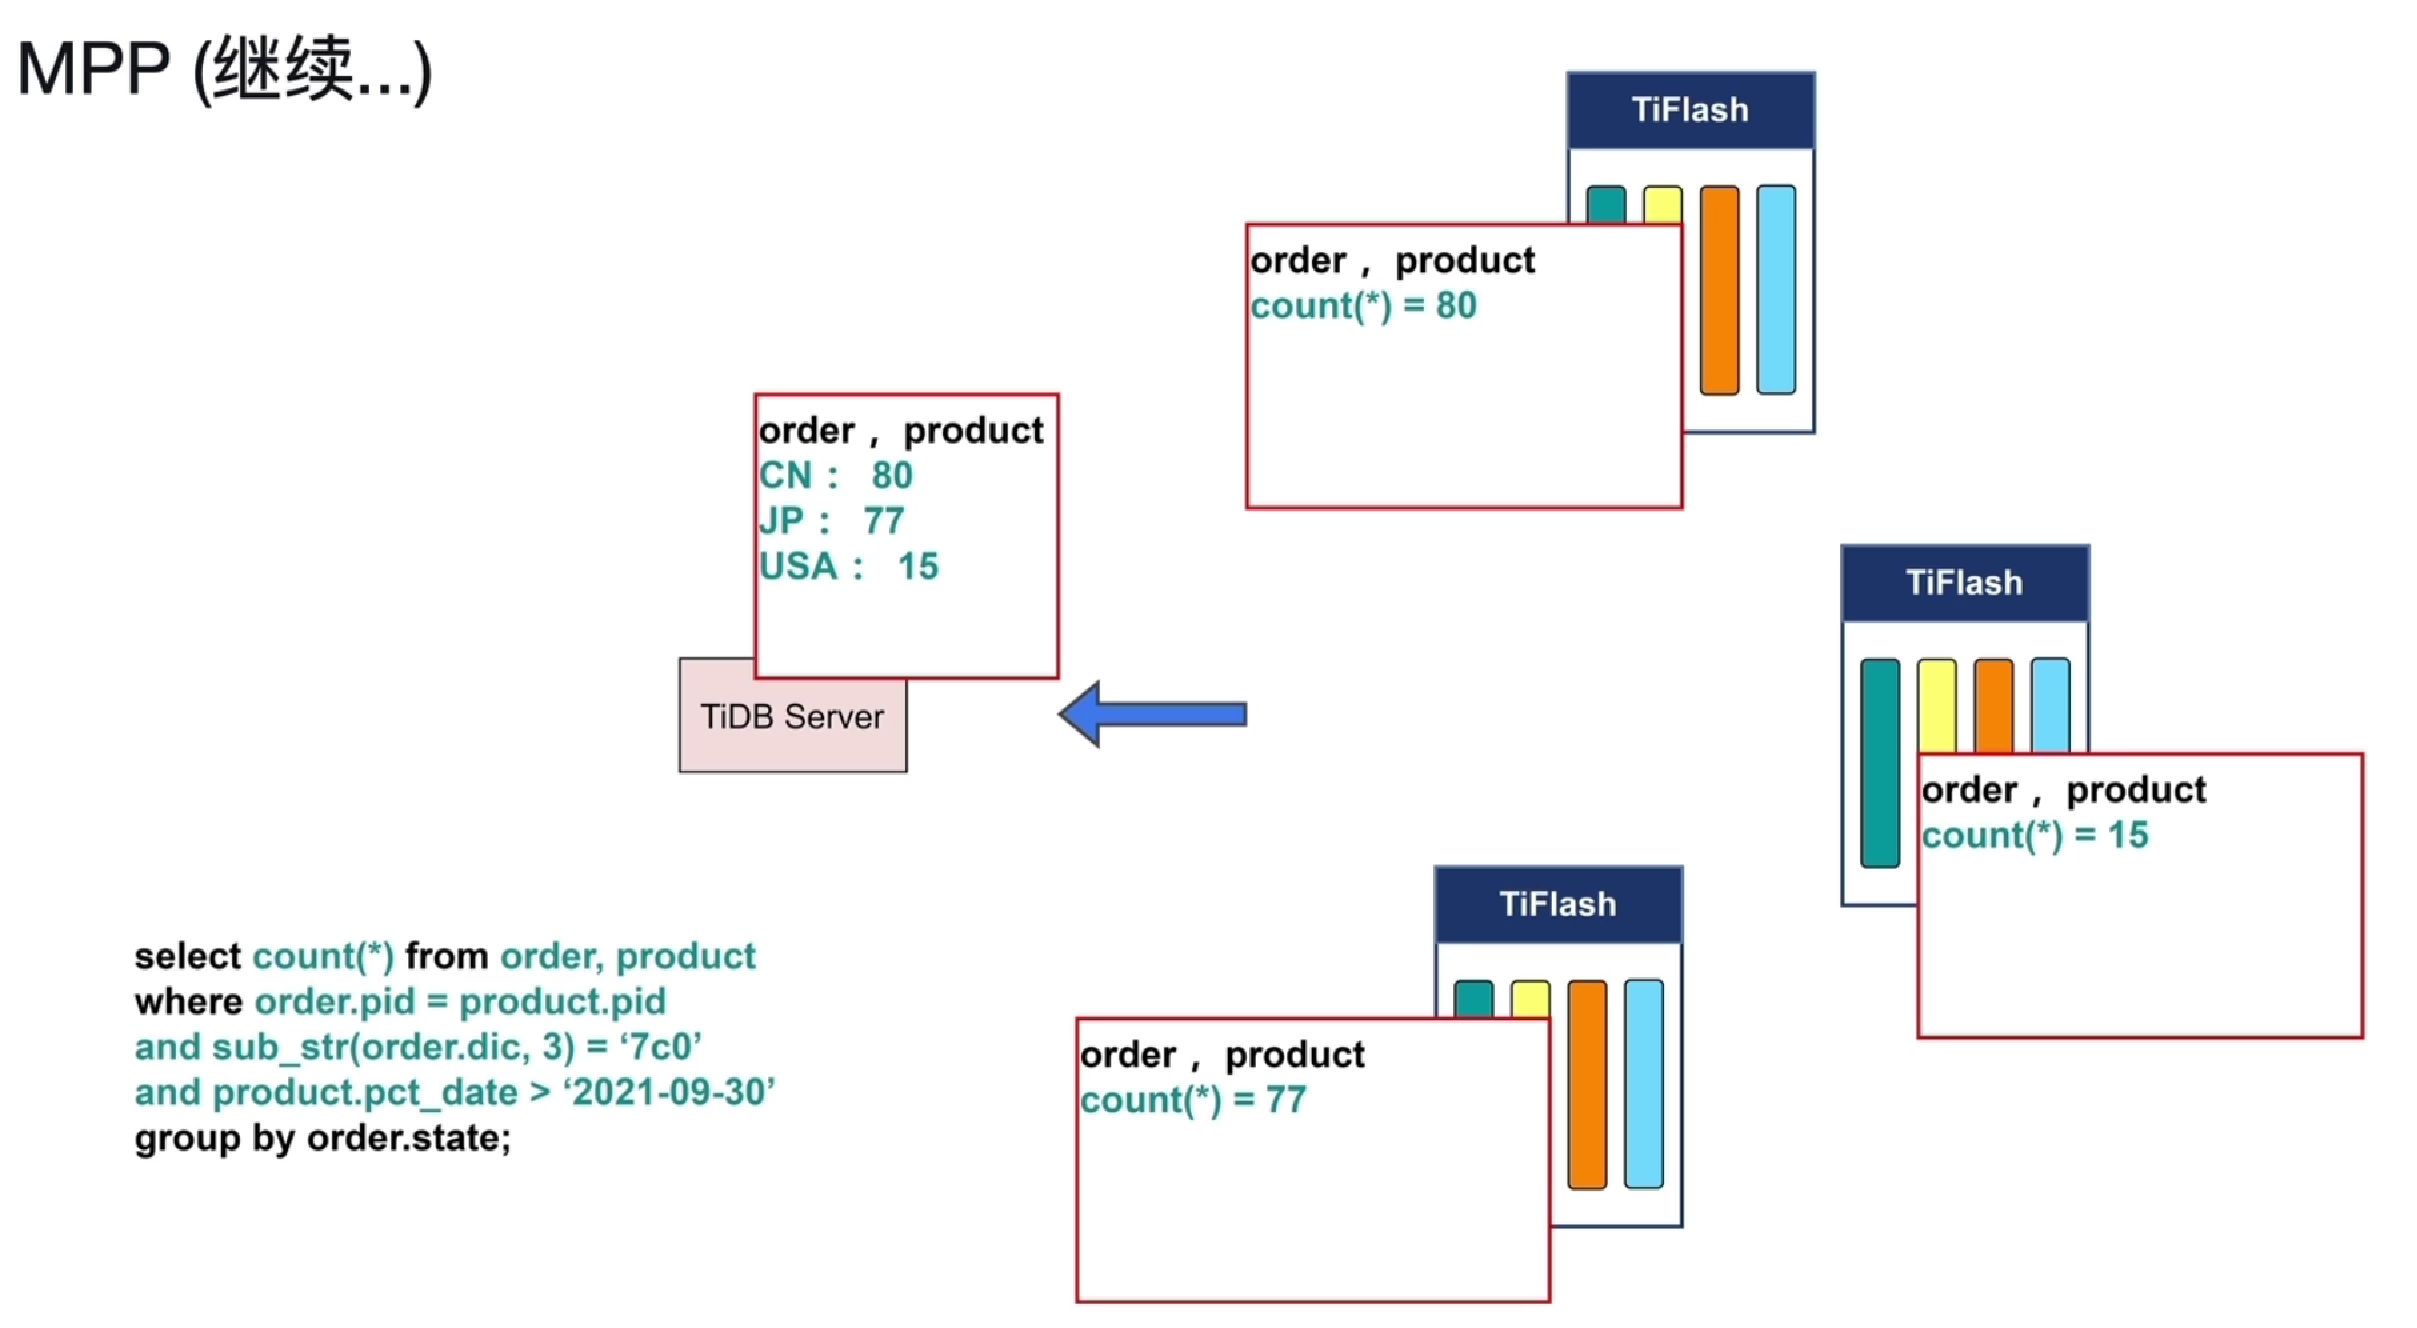 MPP (继续...)
TiFlash
order ，product
count(*) = 80
order ，product
CN： 80
JP： 77
USA： 15
TiDB Server
TiFlash
order ，product
count(*) = 15
TiFlash
order ，product
count(*) = 77
select count(*) from order, product
where order.pid = product.pid
and sub_str(order.dic, 3) = ‘7c0’
and product.pct_date > ‘2021-09-30’
group by order.state;